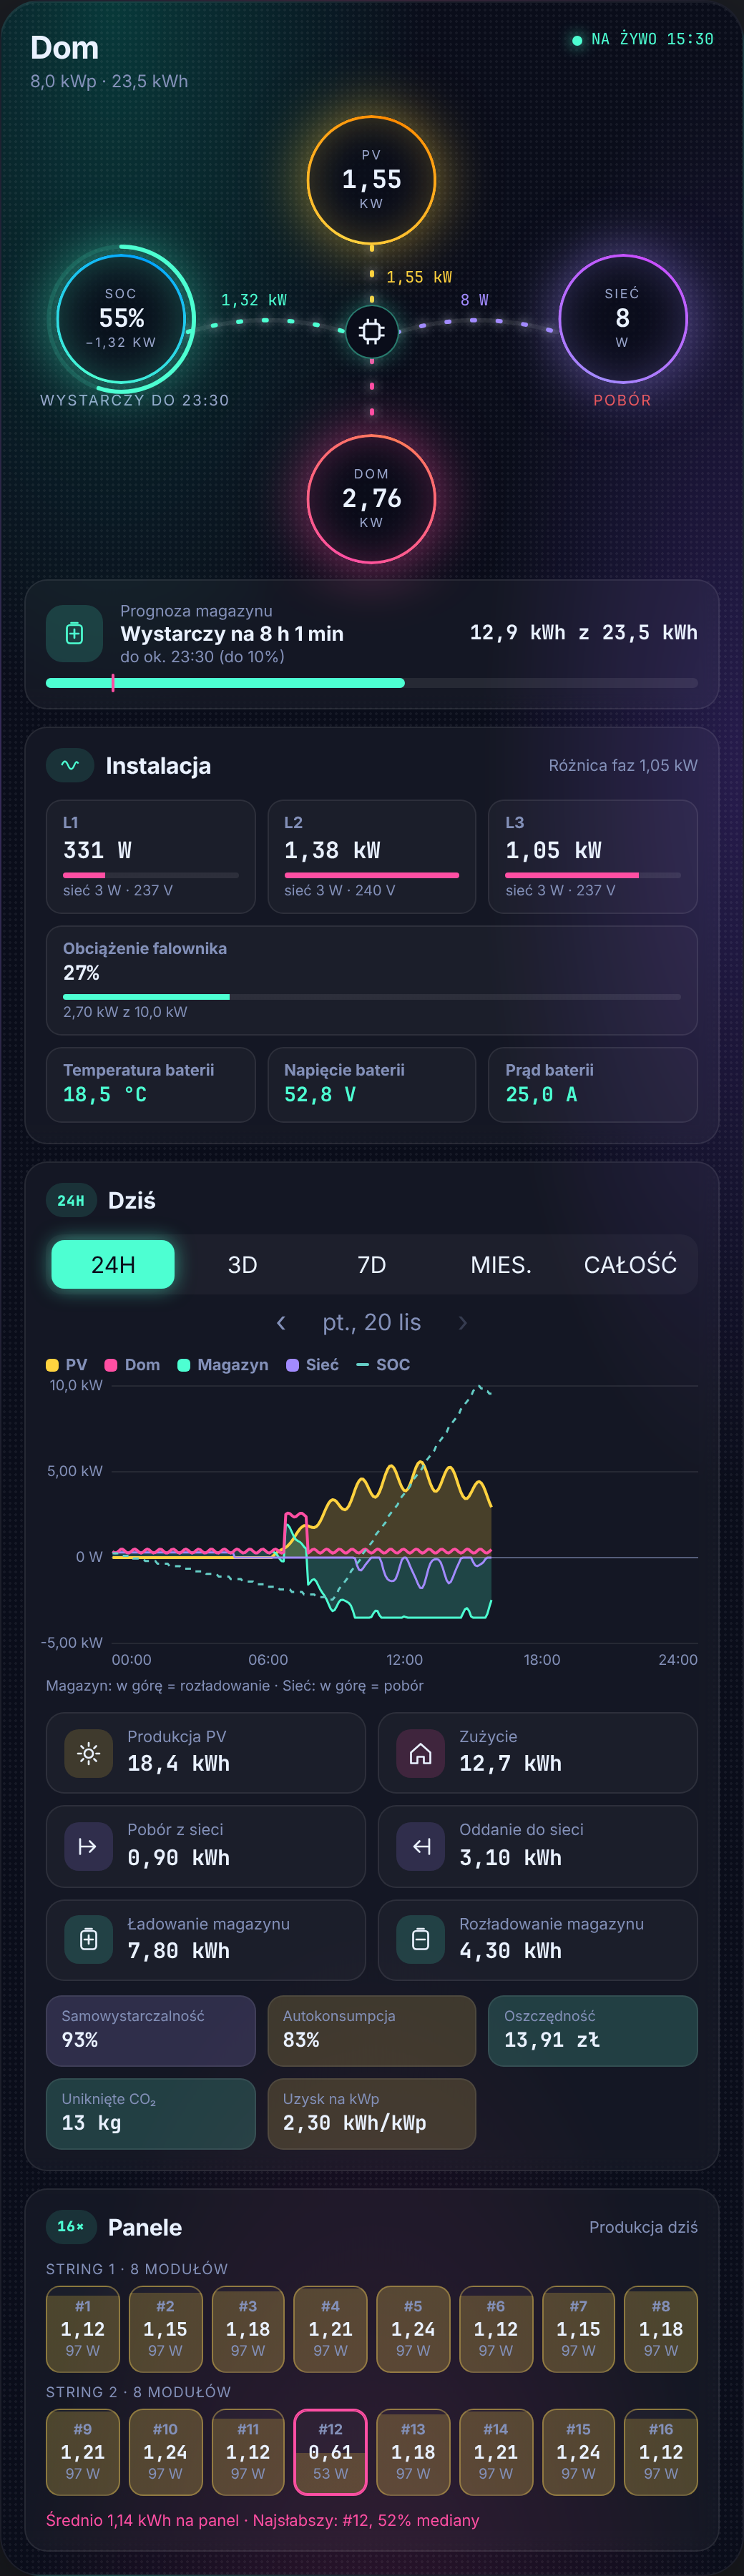 Dom
NA ŻYWO 15:30
8,0 kWp · 23,5 kWh
PV
1,55
KW
1,55 kW
SOC
55%
−1,32 KW
1,32 kW
8 W
SIEĆ
8
W
WYSTARCZY DO 23:30
POBÓR
DOM
2,76
KW
Prognoza magazynu
Wystarczy na 8 h 1 min
do ok. 23:30 (do 10%)
12,9 kWh z 23,5 kWh
Instalacja
Różnica faz 1,05 kW
L1
331 W
sieć 3 W · 237 V
L2
1,38 kW
sieć 3 W · 240 V
L3
1,05 kW
sieć 3 W · 237 V
Obciążenie falownika
27%
2,70 kW z 10,0 kW
Temperatura baterii
18,5 °C
Napięcie baterii
52,8 V
Prąd baterii
25,0 A
24H
Dziś
24H 3D 7D MIES. CAŁOŚĆ
‹ pt., 20 lis ›
PV Dom Magazyn Sieć SOC
10,0 kW
5,00 kW
0 W
-5,00 kW
00:00 06:00 12:00 18:00 24:00
Magazyn: w górę = rozładowanie · Sieć: w górę = pobór
Produkcja PV
18,4 kWh
Zużycie
12,7 kWh
Pobór z sieci
0,90 kWh
Oddanie do sieci
3,10 kWh
Ładowanie magazynu
7,80 kWh
Rozładowanie magazynu
4,30 kWh
Samowystarczalność
93%
Autokonsumpcja
83%
Oszczędność
13,91 zł
Uniknięte CO₂
13 kg
Uzysk na kWp
2,30 kWh/kWp
16×
Panele
Produkcja dziś
STRING 1 · 8 MODUŁÓW
#1 #2 #3 #4 #5 #6 #7 #8
1,12 1,15 1,18 1,21 1,24 1,12 1,15 1,18
97 W 97 W 97 W 97 W 97 W 97 W 97 W 97 W
STRING 2 · 8 MODUŁÓW
#9 #10 #11 #12 #13 #14 #15 #16
1,21 1,24 1,12 0,61 1,18 1,21 1,24 1,12
97 W 97 W 97 W 53 W 97 W 97 W 97 W 97 W
Średnio 1,14 kWh na panel · Najsłabszy: #12, 52% mediany